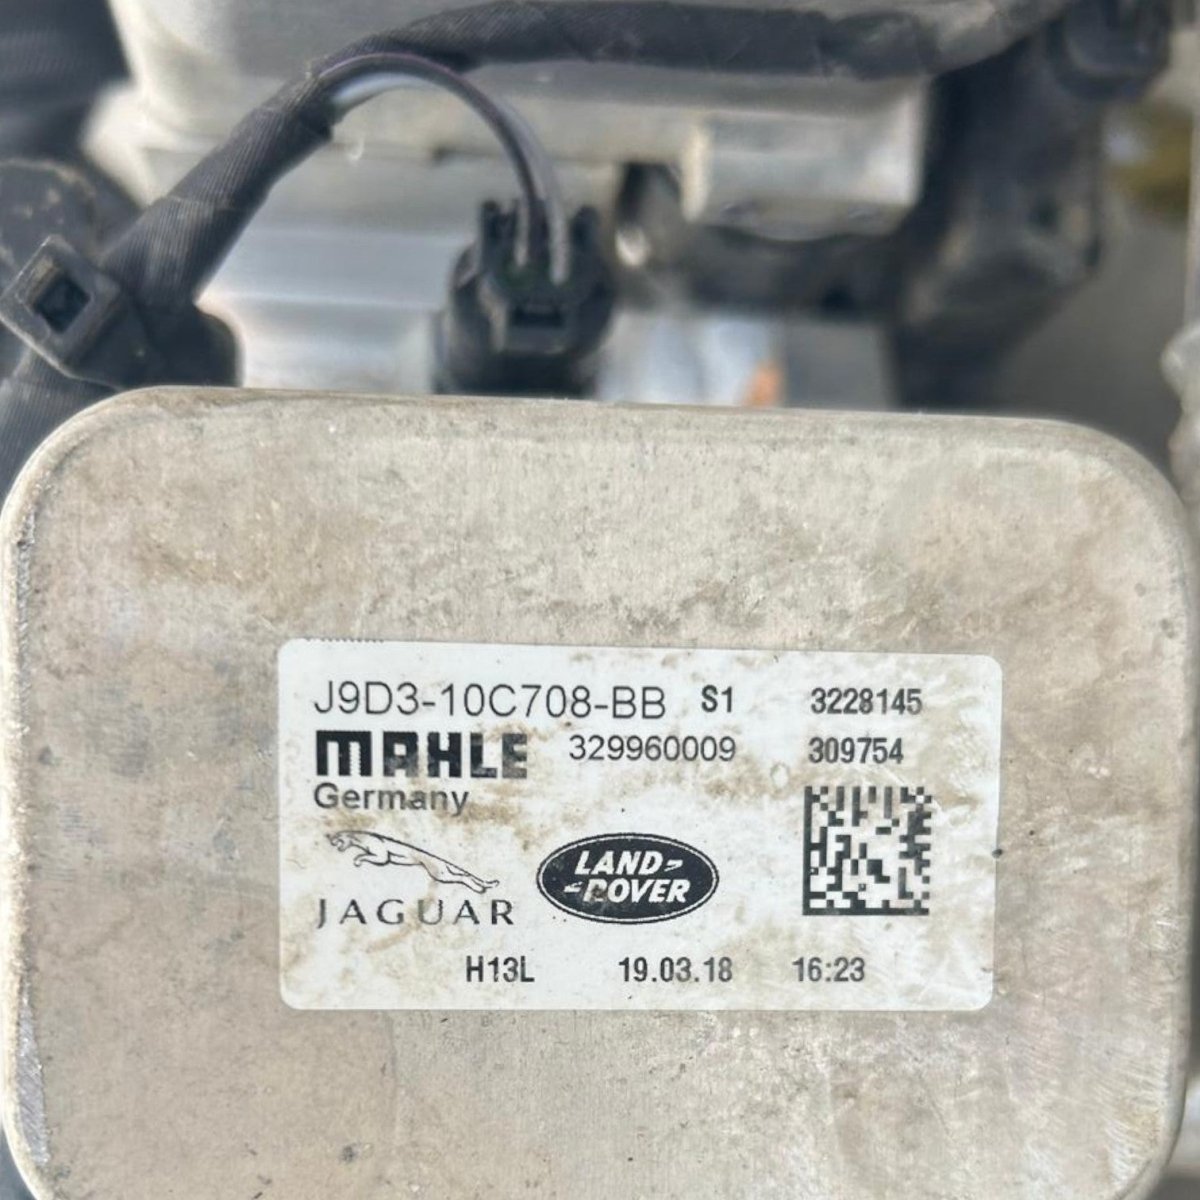 J9D3-10C708-BB S1 3228145
MAHLE 329960009 309754
Germany
JAGUAR
LAND-
-ROVER
H13L 19.03.18 16:23